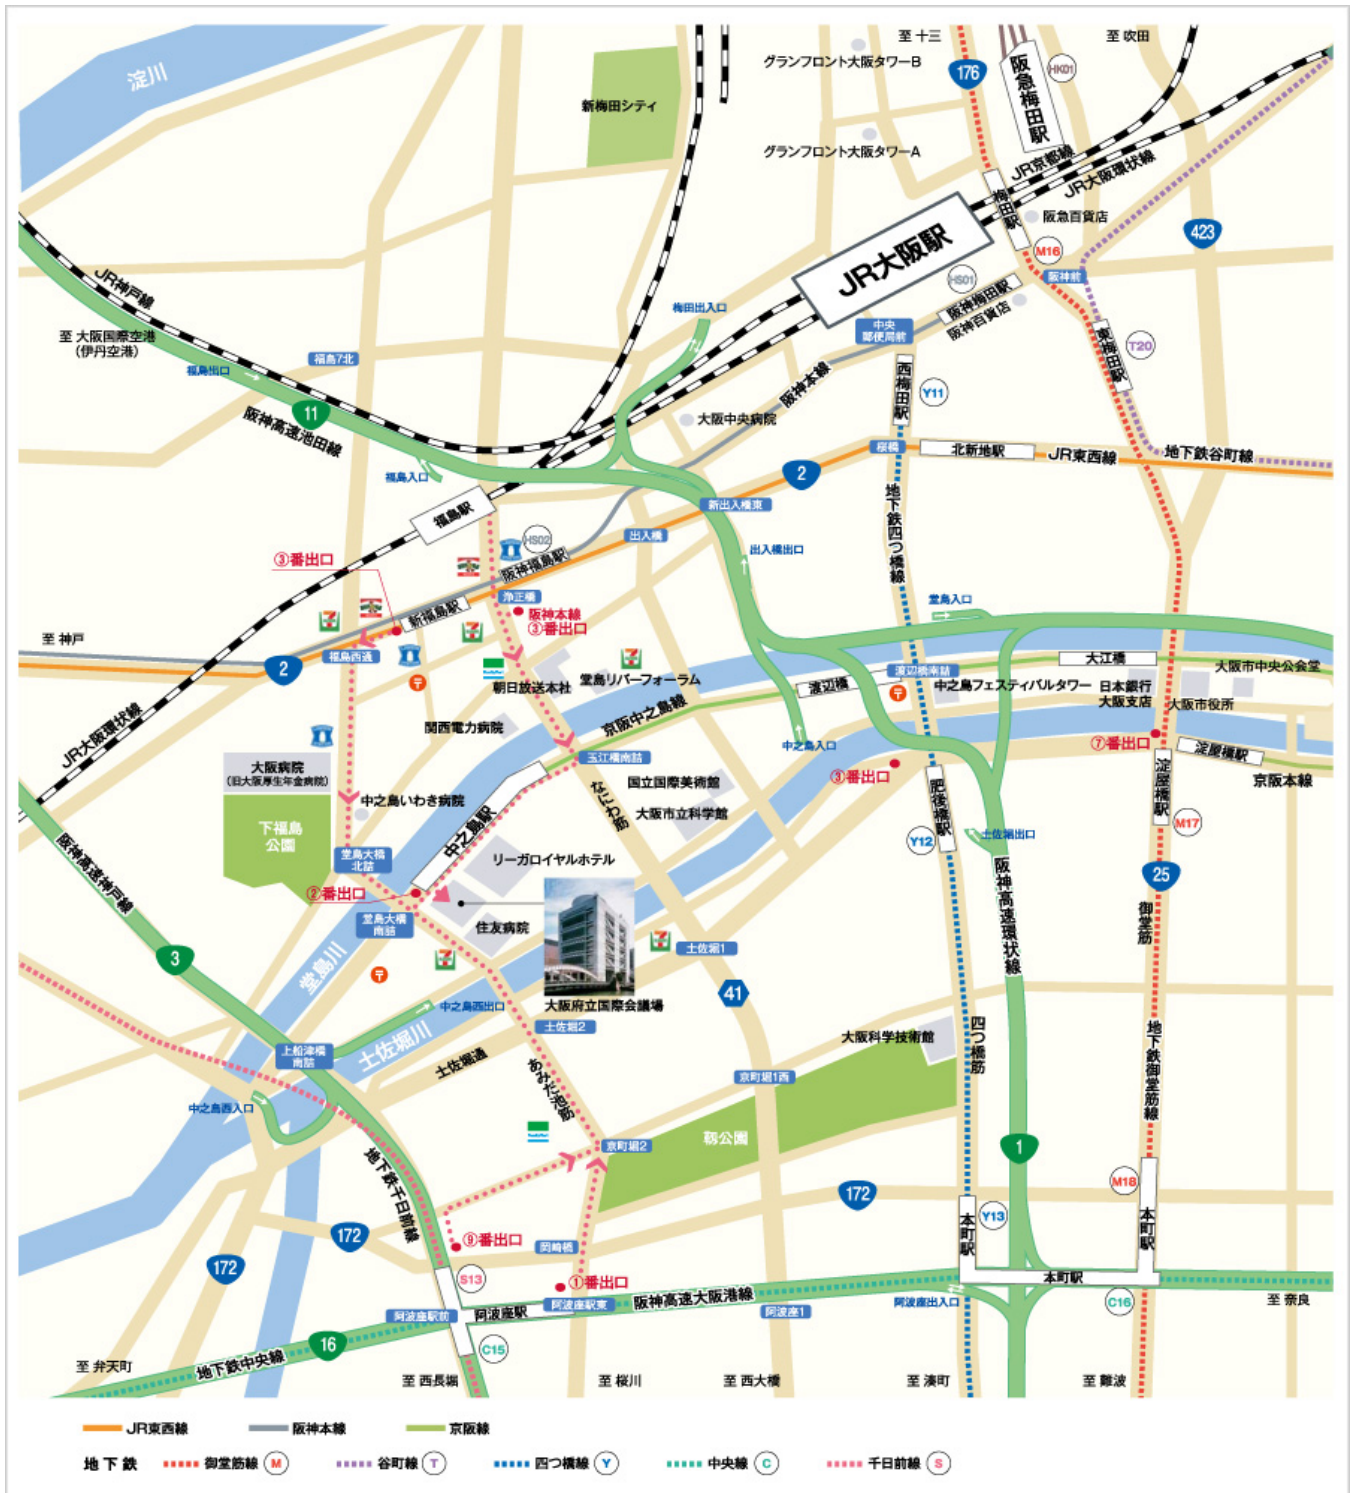 淀川
新梅田シティ
グランフロント大阪タワーB
グランフロント大阪タワーA
至 十三
176
阪急梅田駅
HK01
至 吹田
JR京都線
JR大阪環状線
梅田駅
阪急百貨店
M16
423
JR大阪駅
HS01
阪神梅田駅
阪神百貨店
阪神前
中央
郵便局前
東梅田駅
T20
JR神戸線
至 大阪国際空港
(伊丹空港)
福島出口
福島7北
梅田出入口
11
阪神高速池田線
阪神本線
大阪中央病院
西梅田駅
Y11
桜橋
北新地駅
JR東西線
地下鉄谷町線
福島入口
福島駅
2
新出入橋東
地下鉄四つ橋線
出入橋
HS02
阪神福島駅
出入橋出口
③番出口
浄正橋
新福島駅
阪神本線
③番出口
堂島入口
至 神戸
福島西通
2
大江橋
大阪市中央公会堂
渡辺橋南詰
渡辺橋
朝日放送本社
堂島リバーフォーラム
中之島フェスティバルタワー
日本銀行
大阪支店
大阪市役所
京阪中之島線
関西電力病院
JR大阪環状線
⑦番出口
淀屋橋駅
中之島入口
玉江橋南詰
大阪病院
(旧大阪厚生年金病院)
③番出口
京阪本線
国立国際美術館
大阪市立科学館
なにわ筋
中之島いわき病院
中之島駅
肥後橋駅
淀屋橋駅
M17
下福島
公園
土佐堀出口
Y12
阪神高速神戸線
堂島大橋
北詰
リーガロイヤルホテル
阪神高速環状線
25
②番出口
堂島大橋
南詰
住友病院
御堂筋
土佐堀1
3
堂島川
41
中之島西出口
大阪府立国際会議場
土佐堀2
大阪科学技術館
四つ橋筋
地下鉄御堂筋線
上船津橋
南詰
土佐堀川
土佐堀通
あみだ池筋
京町堀1西
中之島西入口
靱公園
京町堀2
1
地下鉄千日前線
M18
172
172
172
Y13
本町駅
本町駅
⑨番出口
岡崎橋
S13
①番出口
本町駅
阿波座駅前
阿波座駅
阿波座駅東
阪神高速大阪港線
阿波座1
阿波座出入口
C16
至 奈良
16
C15
地下鉄中央線
至 弁天町
至 西長堀
至 桜川
至 西大橋
至 湊町
至 難波
JR東西線
阪神本線
京阪線
地下鉄
御堂筋線 M
谷町線 T
四つ橋線 Y
中央線 C
千日前線 S